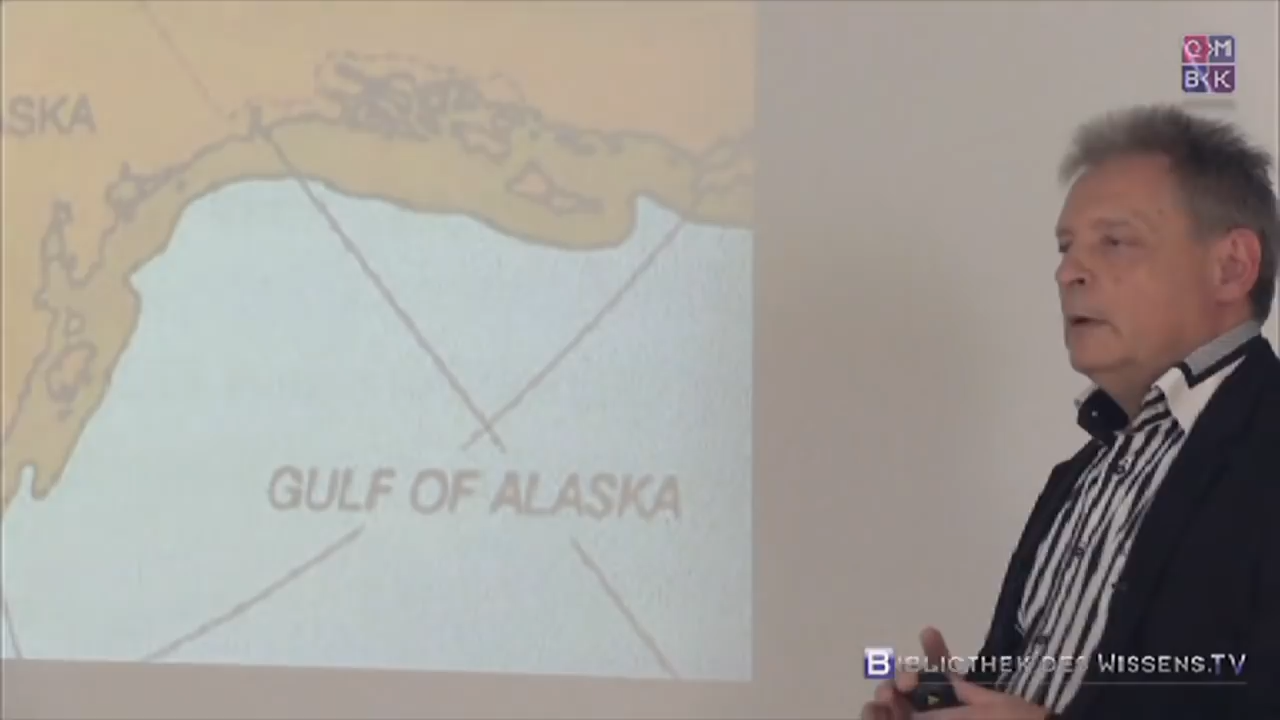 SKA
GULF OF ALASKA
Q›M
B‹K
BIBLIOTHEK DES WISSENS.TV